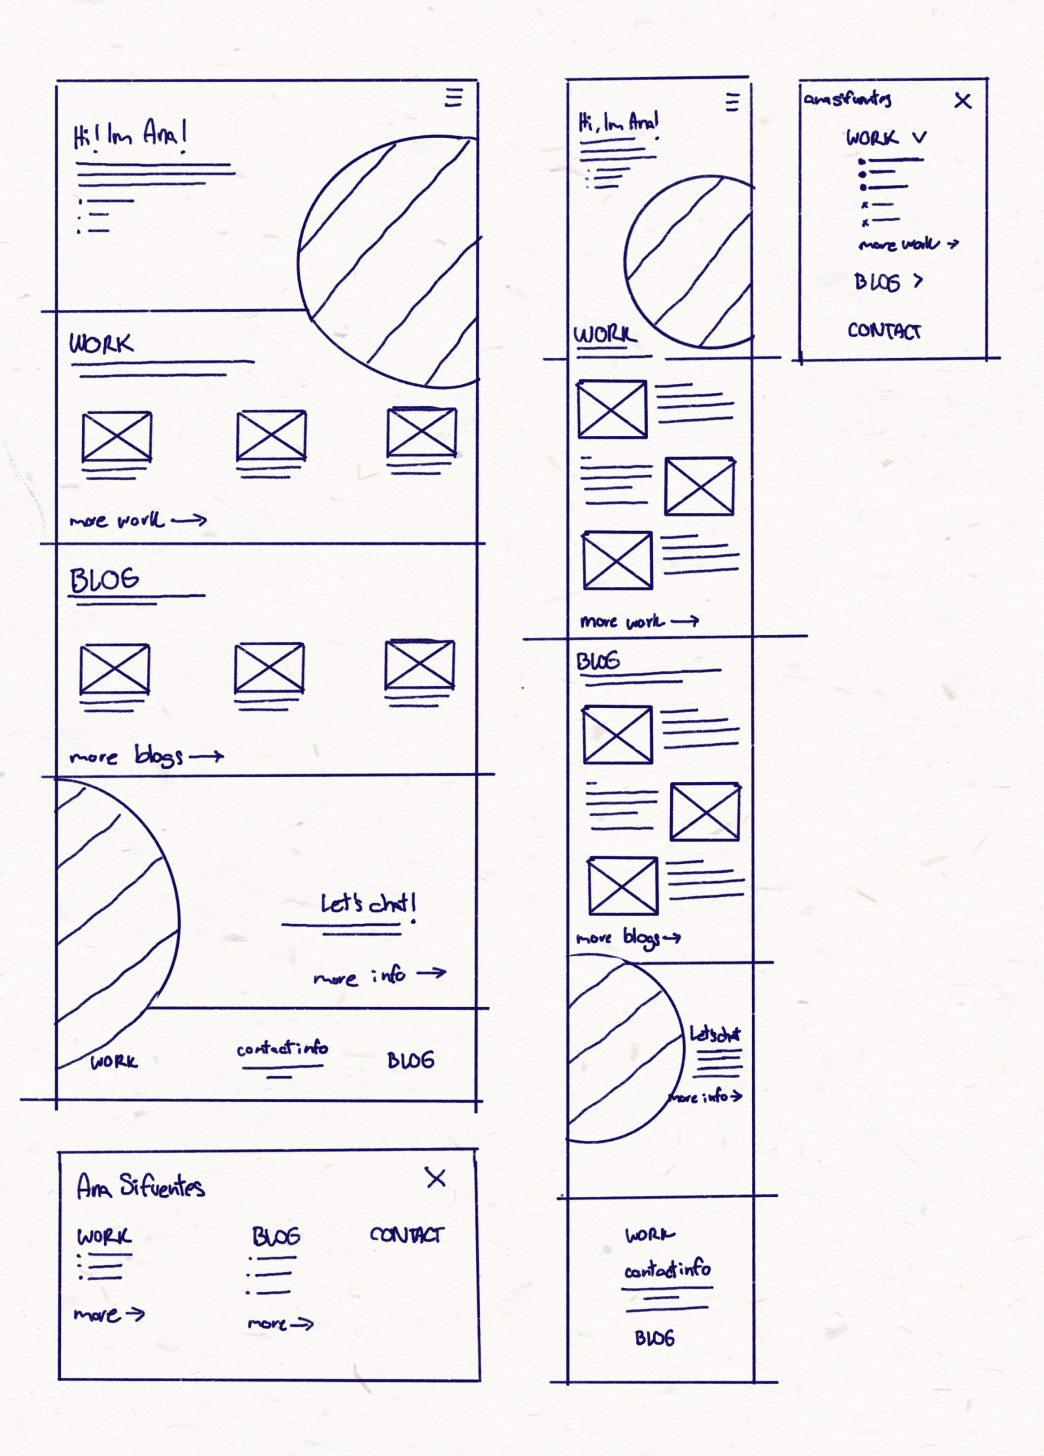 Hi! Im Ana!
WORK
more work →
BLOG
more blogs →
Let's chat!
more info →
WORK
contact info
BLOG
Ana Sifuentes
X
WORK
BLOG
CONTACT
more →
more →
Hi, Im Ana!
WORK
more work →
BLOG
more blogs →
Let's chat
more info →
WORK
contact info
BLOG
ana sifuentes
X
WORK ∨
more work →
BLOG >
CONTACT